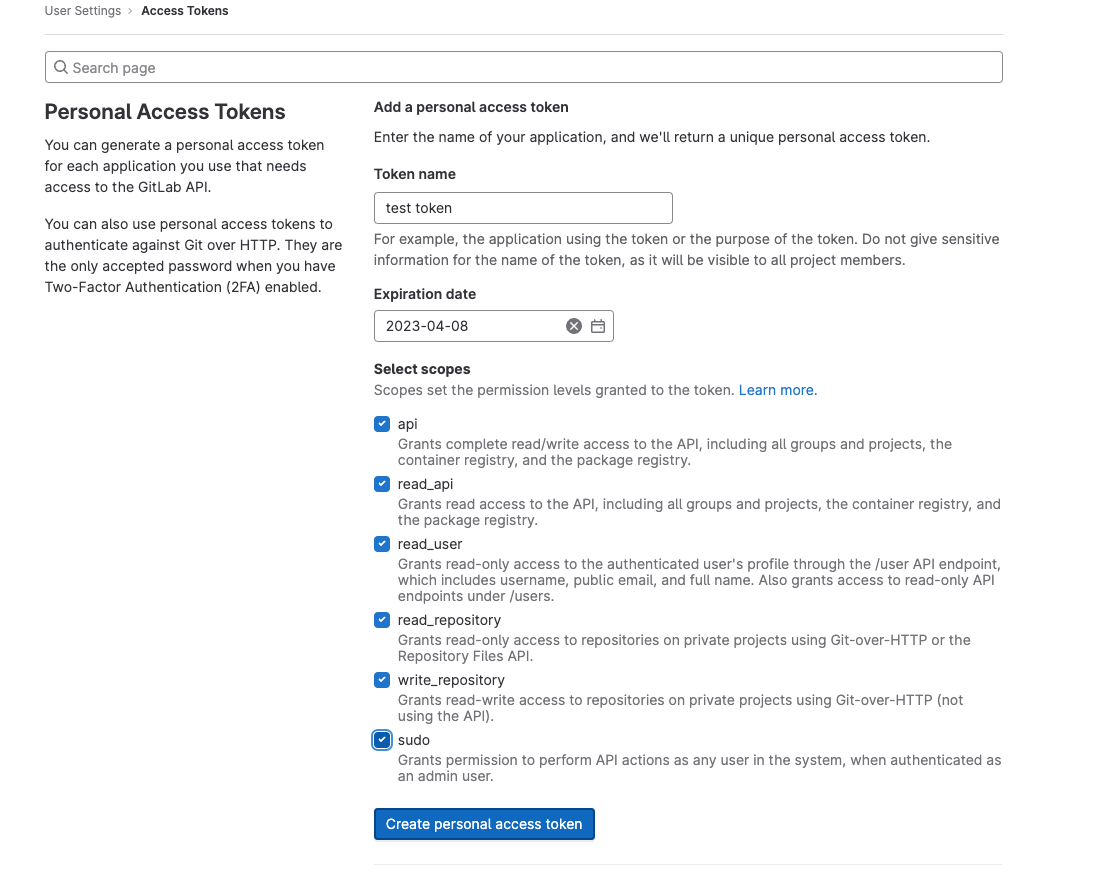 User Settings › Access Tokens
Search page
Personal Access Tokens
You can generate a personal access token
for each application you use that needs
access to the GitLab API.
You can also use personal access tokens to
authenticate against Git over HTTP. They are
the only accepted password when you have
Two-Factor Authentication (2FA) enabled.
Add a personal access token
Enter the name of your application, and we'll return a unique personal access token.
Token name
test token
For example, the application using the token or the purpose of the token. Do not give sensitive
information for the name of the token, as it will be visible to all project members.
Expiration date
2023-04-08
Select scopes
Scopes set the permission levels granted to the token. Learn more.
api
Grants complete read/write access to the API, including all groups and projects, the
container registry, and the package registry.
read_api
Grants read access to the API, including all groups and projects, the container registry, and
the package registry.
read_user
Grants read-only access to the authenticated user's profile through the /user API endpoint,
which includes username, public email, and full name. Also grants access to read-only API
endpoints under /users.
read_repository
Grants read-only access to repositories on private projects using Git-over-HTTP or the
Repository Files API.
write_repository
Grants read-write access to repositories on private projects using Git-over-HTTP (not
using the API).
sudo
Grants permission to perform API actions as any user in the system, when authenticated as
an admin user.
Create personal access token